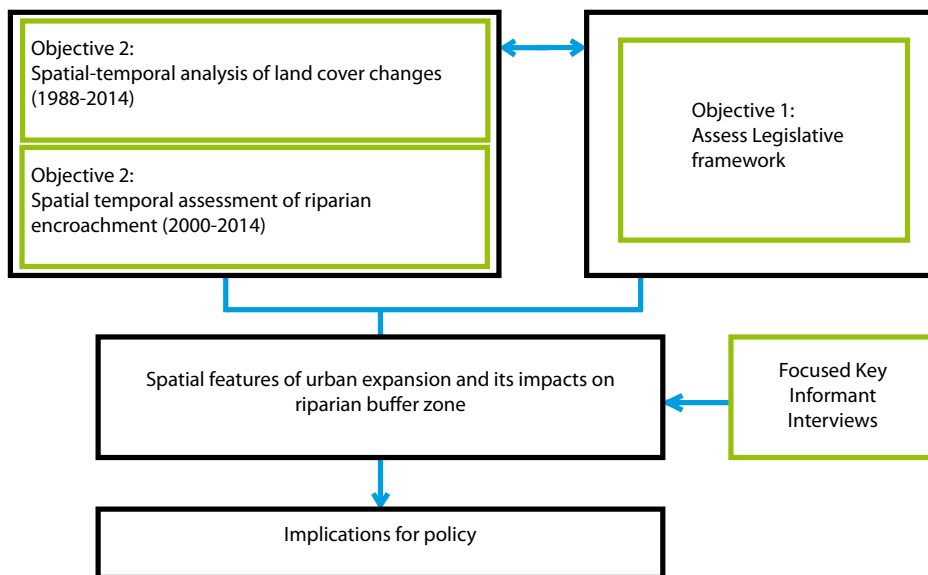 Objective 2:
Spatial-temporal analysis of land cover changes
(1988-2014)
Objective 2:
Spatial temporal assessment of riparian
encroachment (2000-2014)
Objective 1:
Assess Legislative
framework
Spatial features of urban expansion and its impacts on
riparian buffer zone
Focused Key
Informant
Interviews
Implications for policy